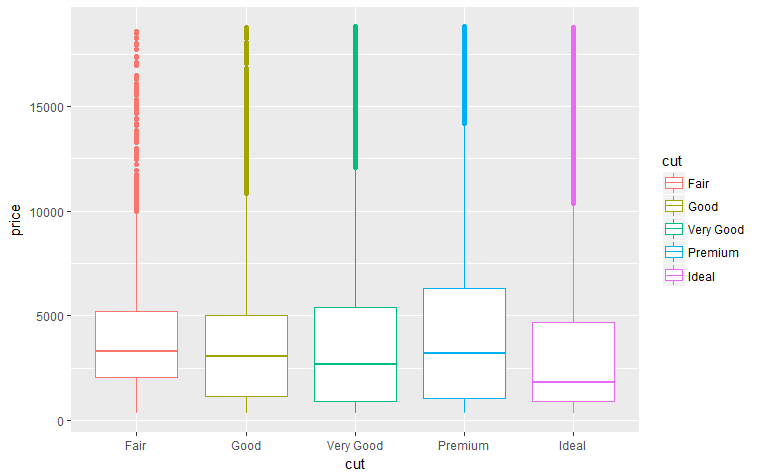 price
15000
10000
5000
0
Fair
Good
Very Good
Premium
Ideal
cut
cut
Fair
Good
Very Good
Premium
Ideal